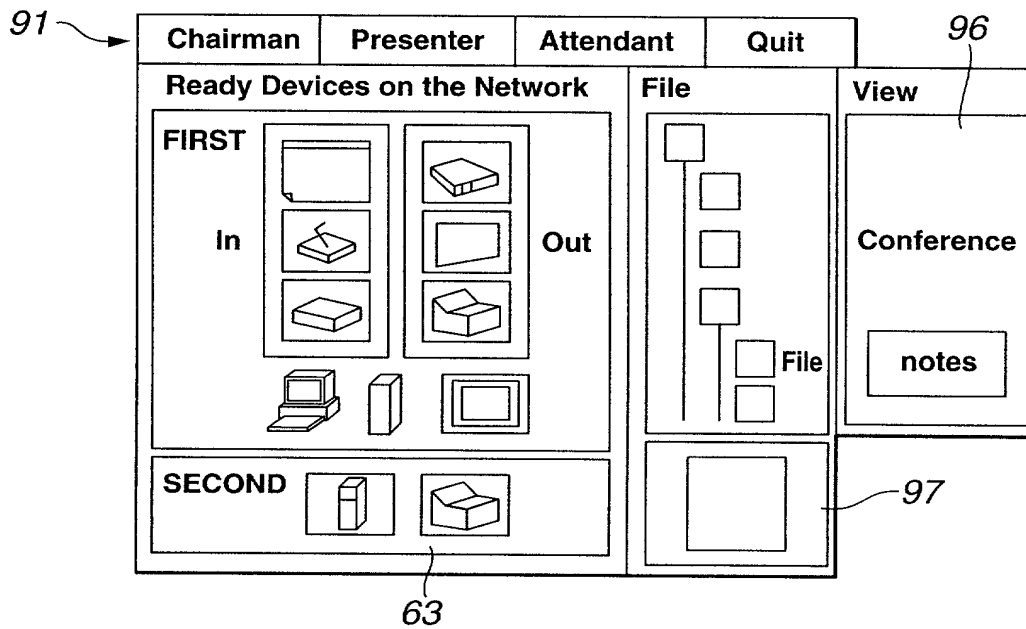 91
Chairman Presenter Attendant Quit
96
Ready Devices on the Network
File
View
FIRST
In
Out
Conference
File
notes
SECOND
97
63